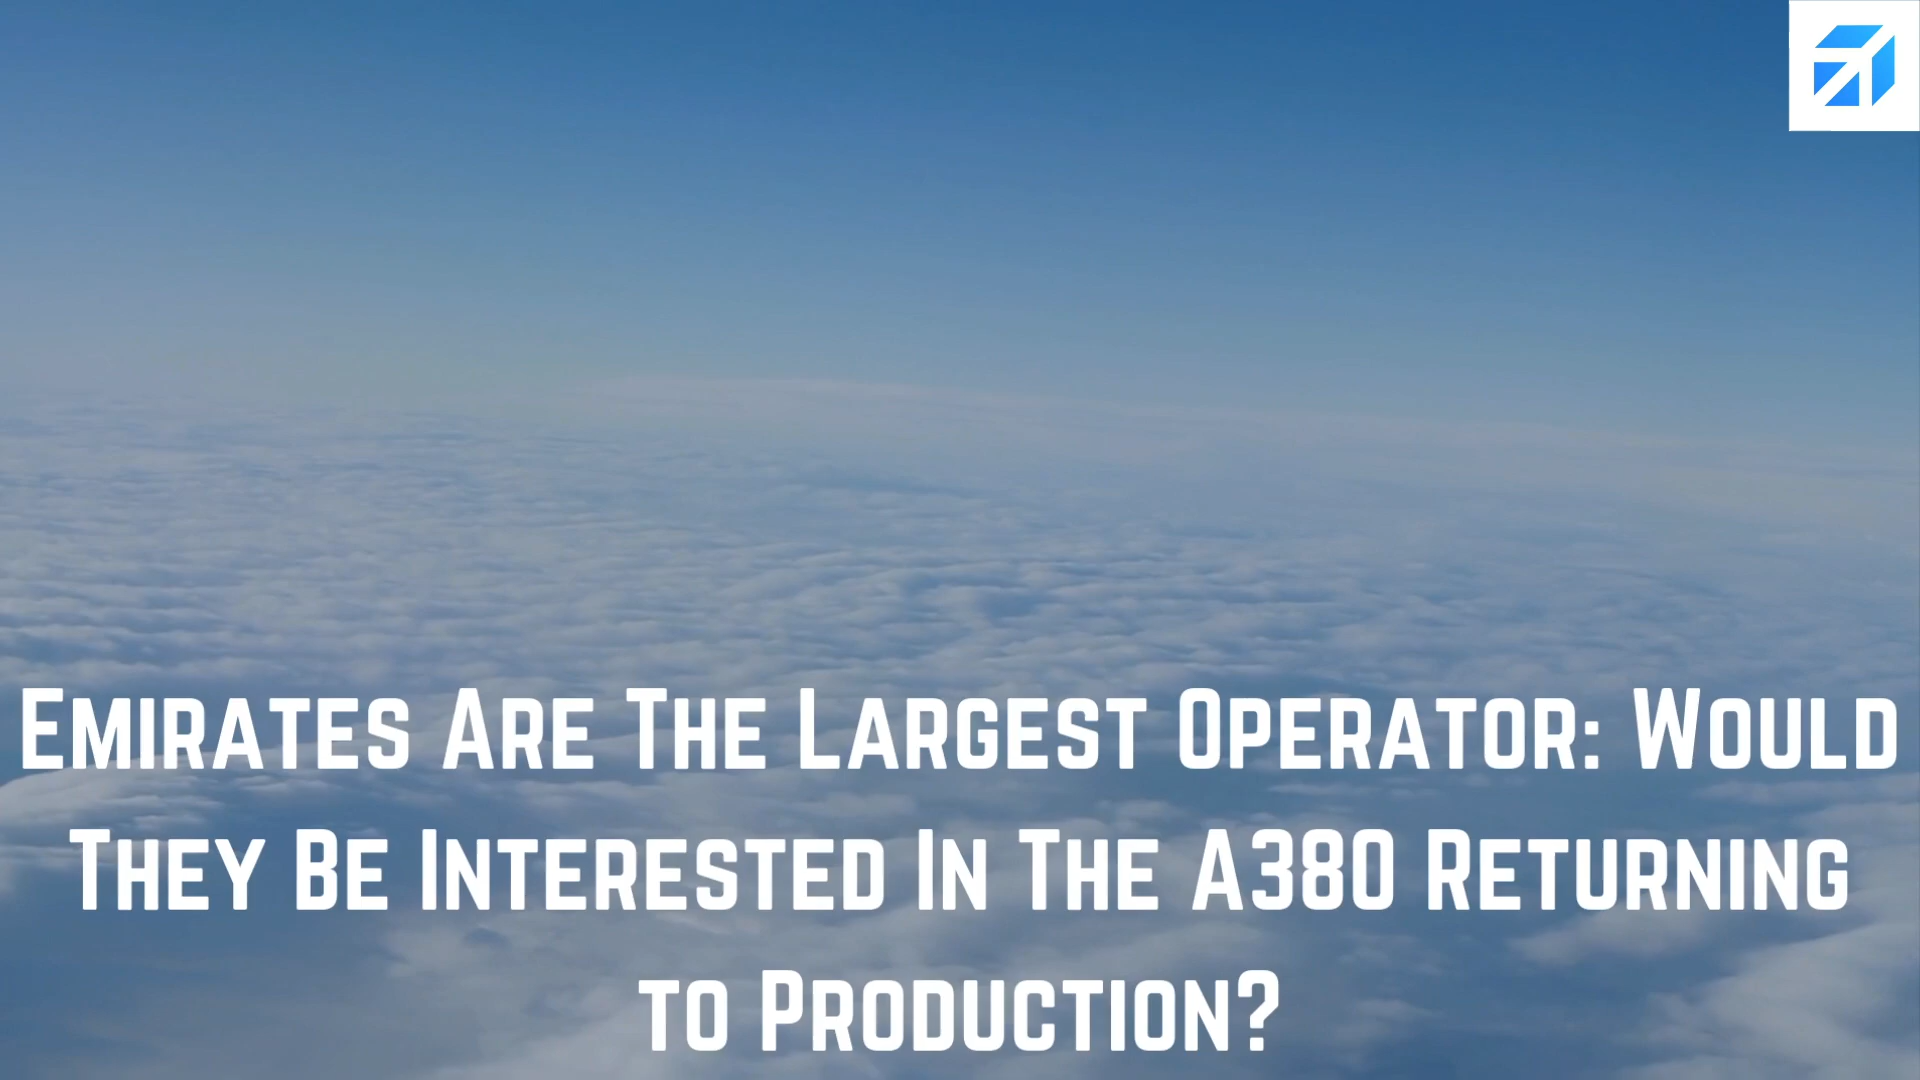 Emirates Are The Largest Operator: Would
They Be Interested In The A380 Returning
to Production?